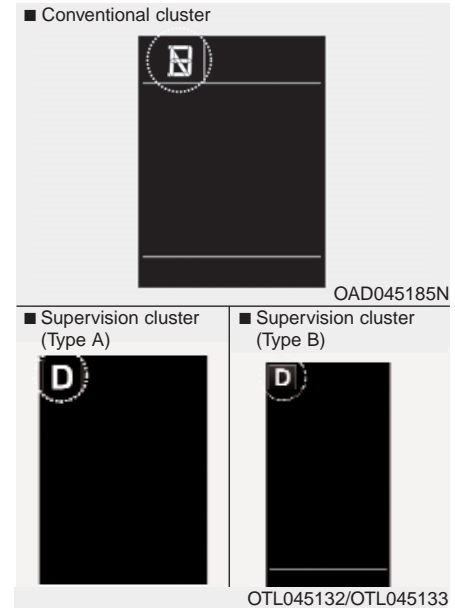 ■ Conventional cluster
OAD045185N
■ Supervision cluster
(Type A)
■ Supervision cluster
(Type B)
D
D
OTL045132/OTL045133